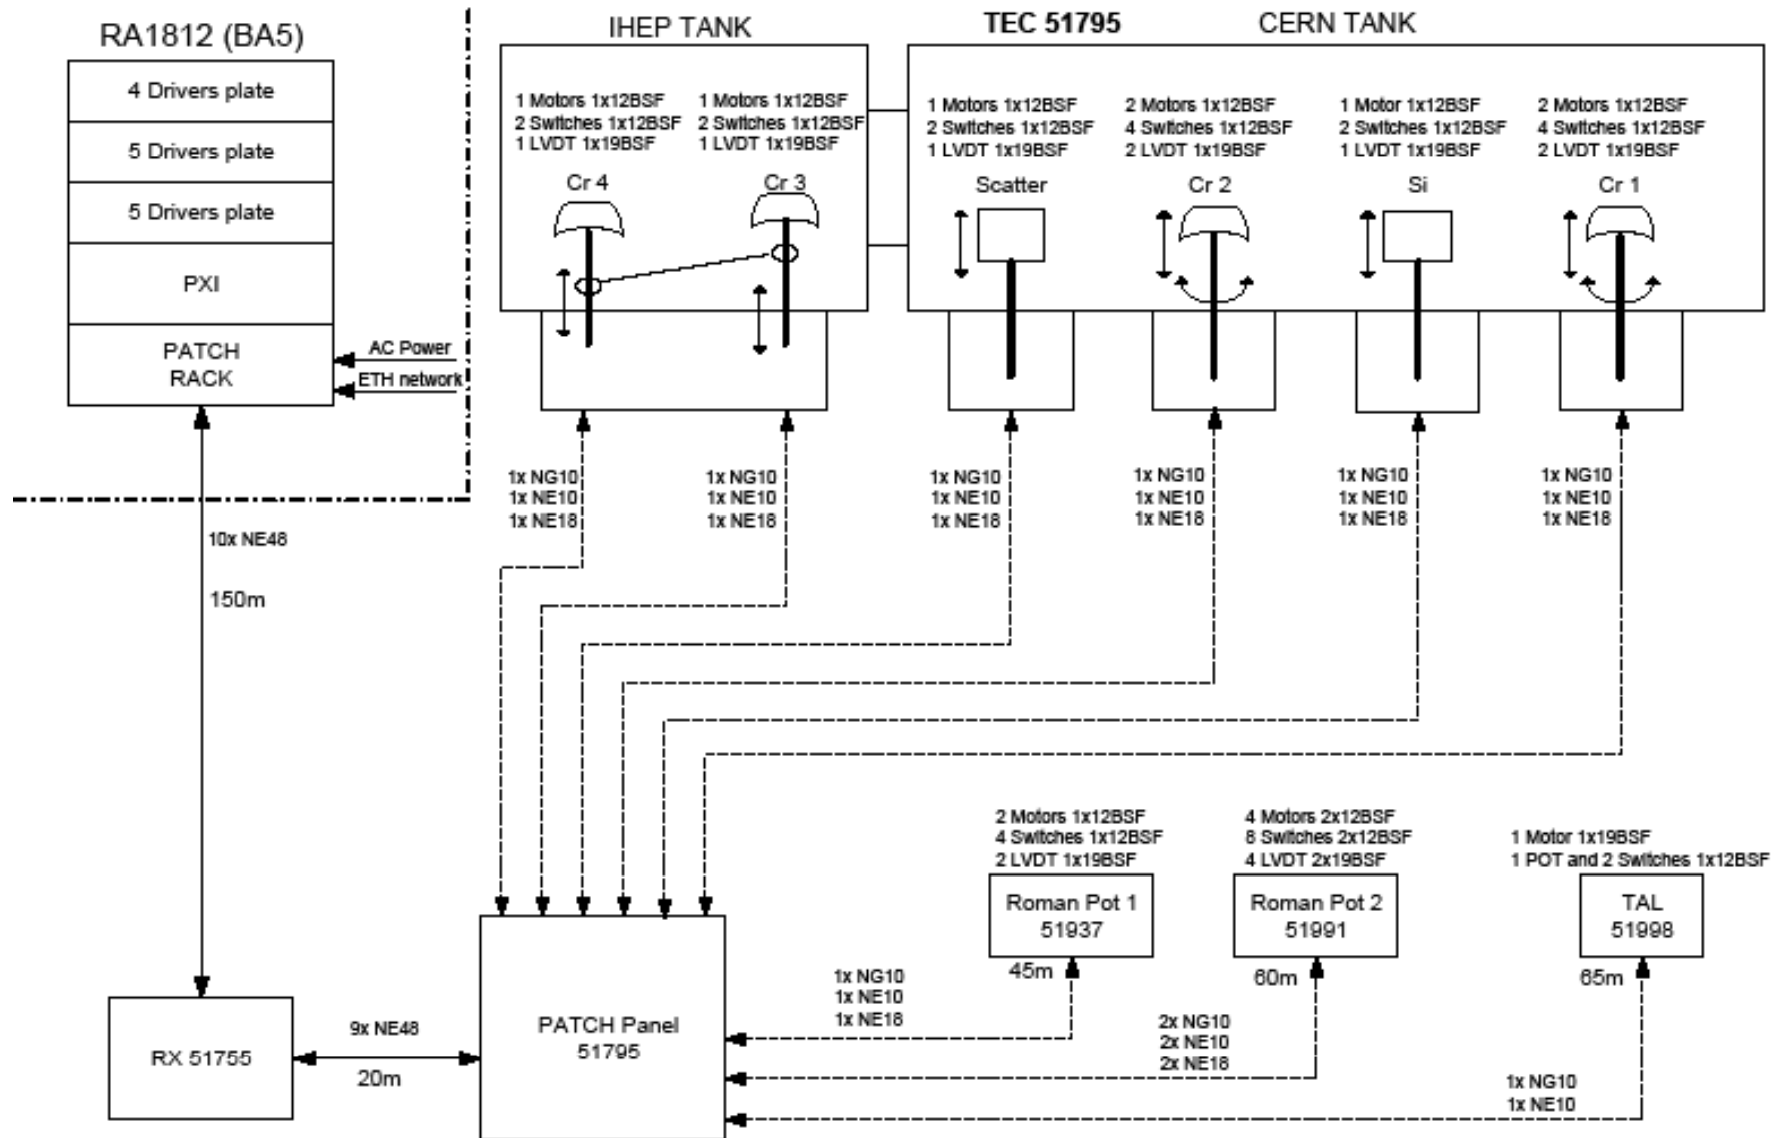 RA1812 (BA5)
4 Drivers plate
5 Drivers plate
5 Drivers plate
PXI
PATCH
RACK
AC Power
ETH network
10x NE48
150m
IHEP TANK
1 Motors 1x12BSF
2 Switches 1x12BSF
1 LVDT 1x19BSF
Cr 4
1 Motors 1x12BSF
2 Switches 1x12BSF
1 LVDT 1x19BSF
Cr 3
TEC 51795
CERN TANK
1 Motors 1x12BSF
2 Switches 1x12BSF
1 LVDT 1x19BSF
Scatter
2 Motors 1x12BSF
4 Switches 1x12BSF
2 LVDT 1x19BSF
Cr 2
1 Motor 1x12BSF
2 Switches 1x12BSF
1 LVDT 1x19BSF
Si
2 Motors 1x12BSF
4 Switches 1x12BSF
2 LVDT 1x19BSF
Cr 1
1x NG10
1x NE10
1x NE18
1x NG10
1x NE10
1x NE18
1x NG10
1x NE10
1x NE18
1x NG10
1x NE10
1x NE18
1x NG10
1x NE10
1x NE18
1x NG10
1x NE10
1x NE18
2 Motors 1x12BSF
4 Switches 1x12BSF
2 LVDT 1x19BSF
Roman Pot 1
51937
45m
4 Motors 2x12BSF
8 Switches 2x12BSF
4 LVDT 2x19BSF
Roman Pot 2
51991
60m
1 Motor 1x19BSF
1 POT and 2 Switches 1x12BSF
TAL
51998
65m
RX 51755
9x NE48
20m
PATCH Panel
51795
1x NG10
1x NE10
1x NE18
2x NG10
2x NE10
2x NE18
1x NG10
1x NE10